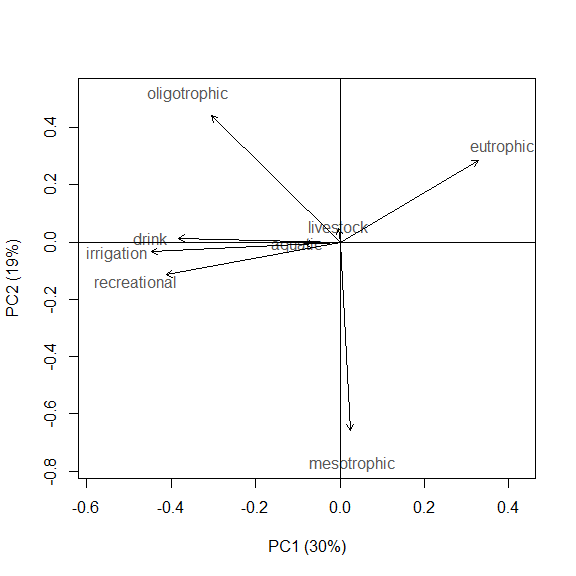 oligotrophic
eutrophic
livestock
drink
aquatic
irrigation
recreational
mesotrophic
PC2 (19%)
0.4
0.2
0.0
-0.2
-0.4
-0.6
-0.8
-0.6
-0.4
-0.2
0.0
0.2
0.4
PC1 (30%)